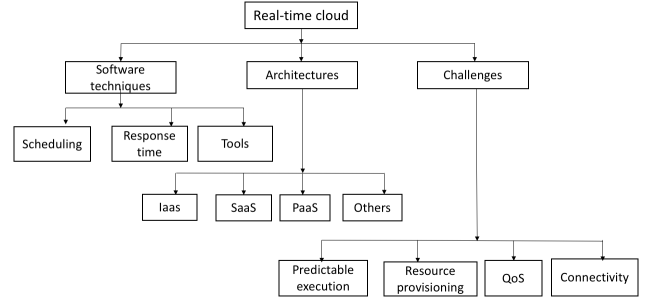 Real-time cloud
Software
techniques
Architectures
Challenges
Scheduling
Response
time
Tools
Iaas
SaaS
PaaS
Others
Predictable
execution
Resource
provisioning
QoS
Connectivity